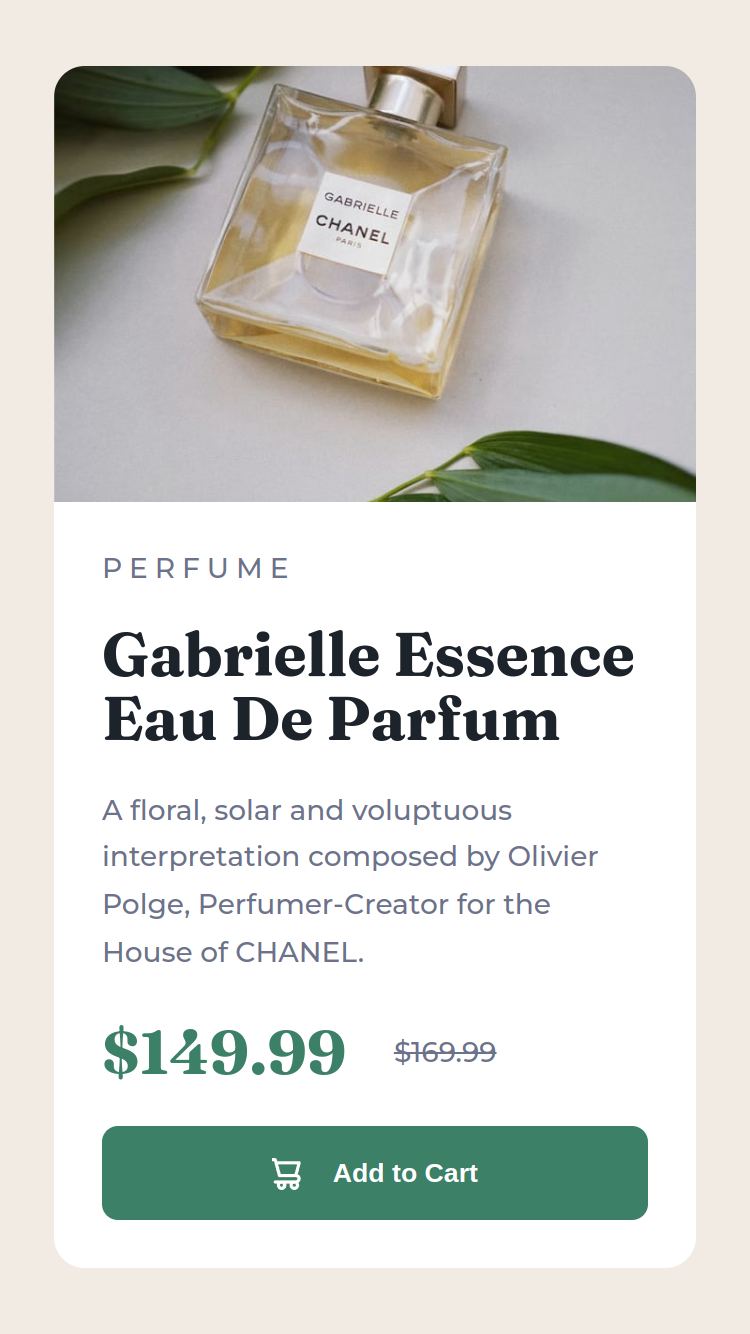 GABRIELLE
CHANEL
PARIS
PERFUME
Gabrielle Essence
Eau De Parfum
A floral, solar and voluptuous
interpretation composed by Olivier
Polge, Perfumer-Creator for the
House of CHANEL.
$149.99 $169.99
Add to Cart